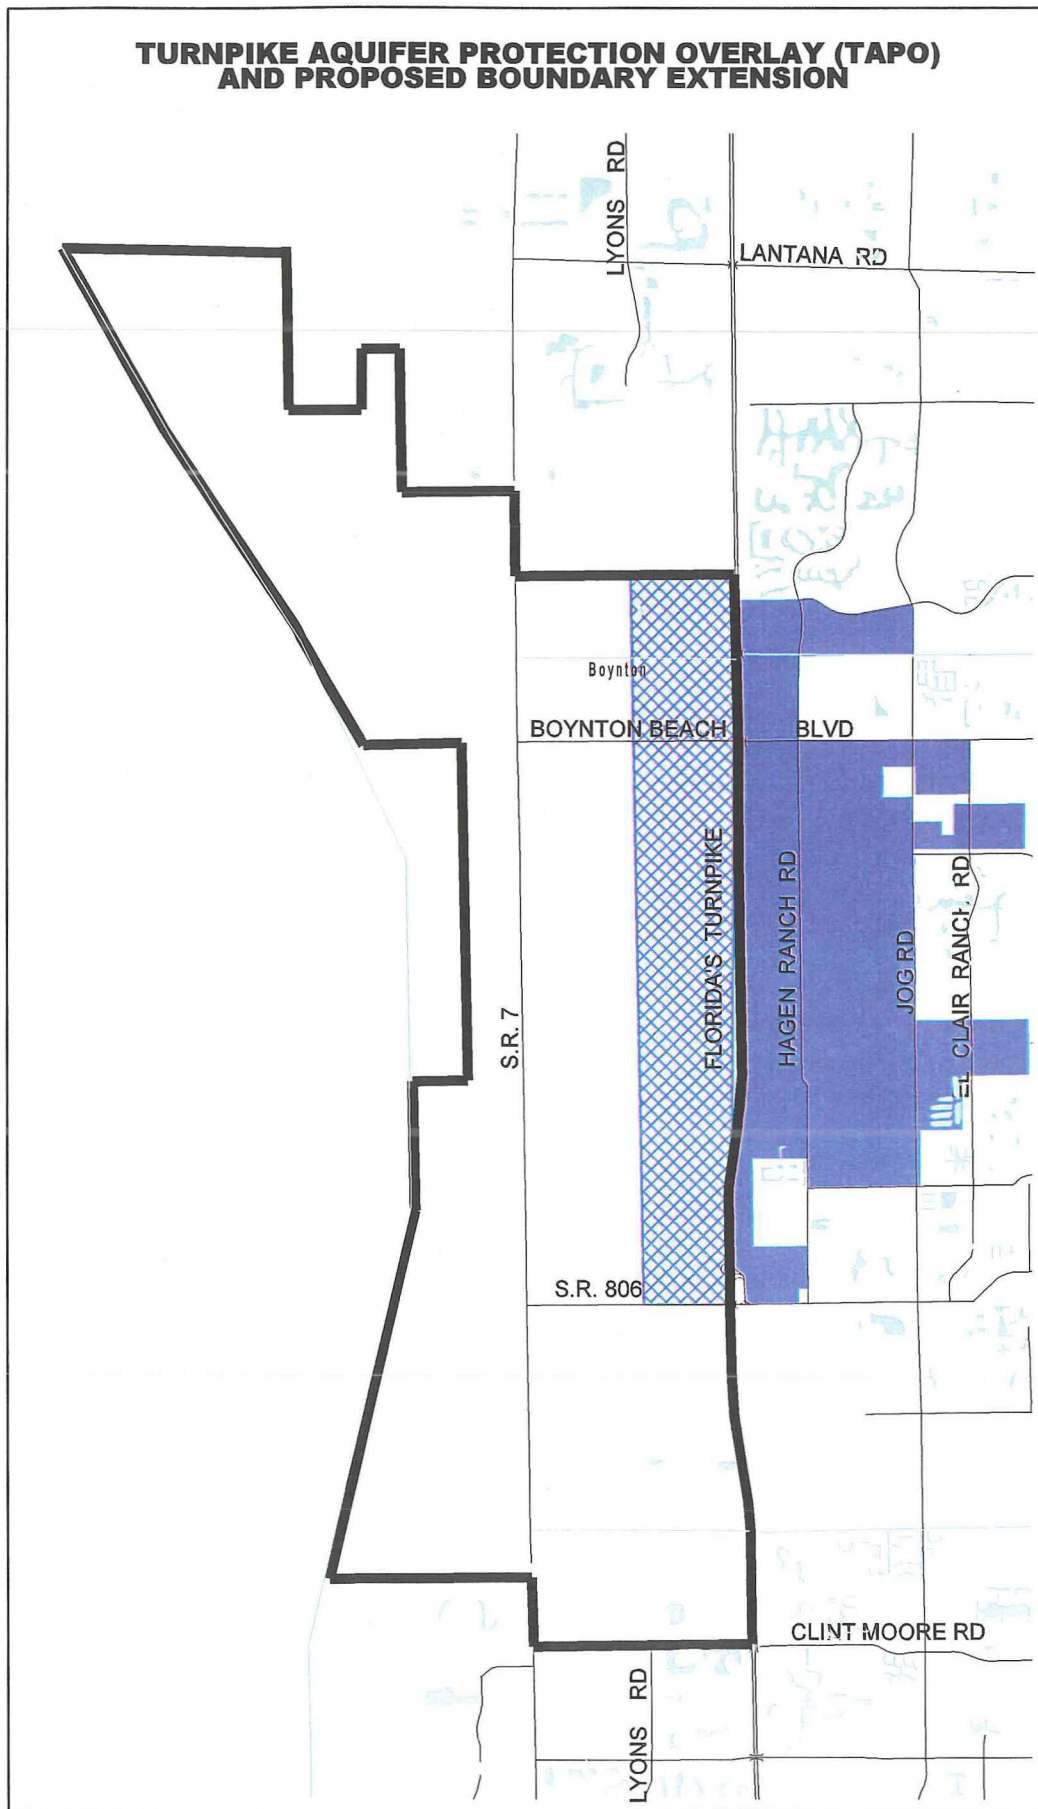 TURNPIKE AQUIFER PROTECTION OVERLAY (TAPO)
AND PROPOSED BOUNDARY EXTENSION
LYONS RD
LANTANA RD
Boynton
BOYNTON BEACH BLVD
FLORIDA'S TURNPIKE
HAGEN RANCH RD
JOG RD
EL CLAIR RANCH RD
S.R. 7
S.R. 806
CLINT MOORE RD
LYONS RD